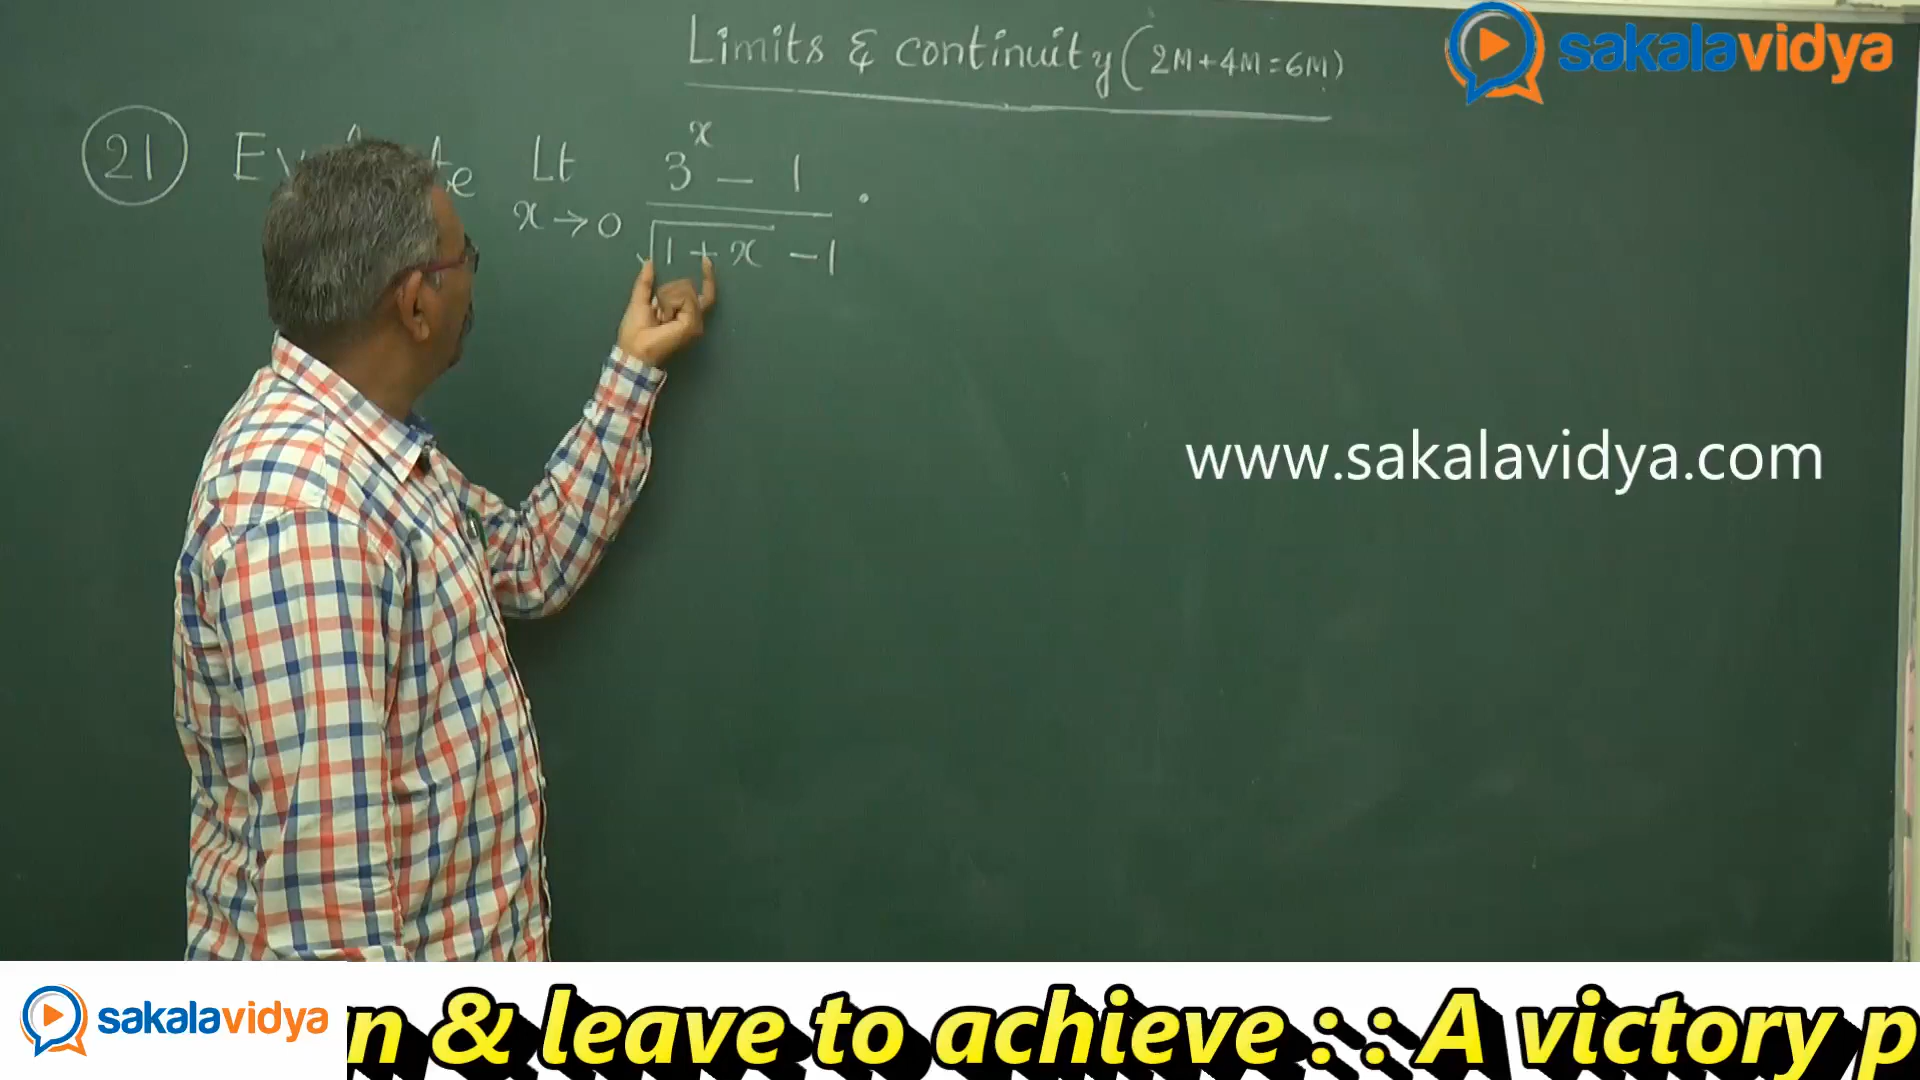 Limits & continuity (2M+4M=6M)
sakalavidya
21 Lt 3^x - 1 .
x→0 √1+x -1
www.sakalavidya.com
sakalavidya
& leave to achieve :: A victory